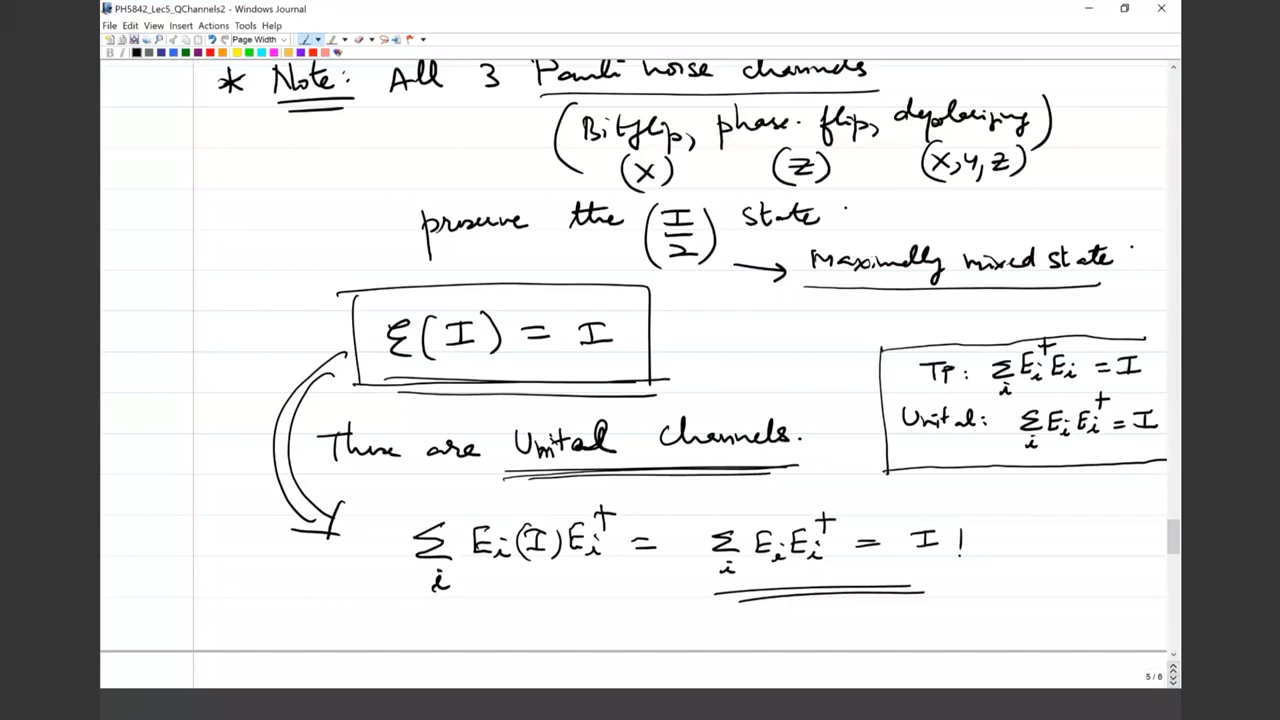 PH5842_Lec5_QChannels2 - Windows Journal
File Edit View Insert Actions Tools Help
Page Width
B I
* Note: All 3 Pauli noise channels
(Bitflip, phase-flip, depolarizing)
(X) (Z) (X,Y,Z)
preserve the (I/2) state.
→ Maximally mixed state.
ξ(I) = I
TP: Σ_i E_i† E_i = I
Unital: Σ_i E_i E_i† = I
These are Unital channels.
Σ_i E_i(I)E_i† = Σ_i E_i E_i† = I !
5 / 6